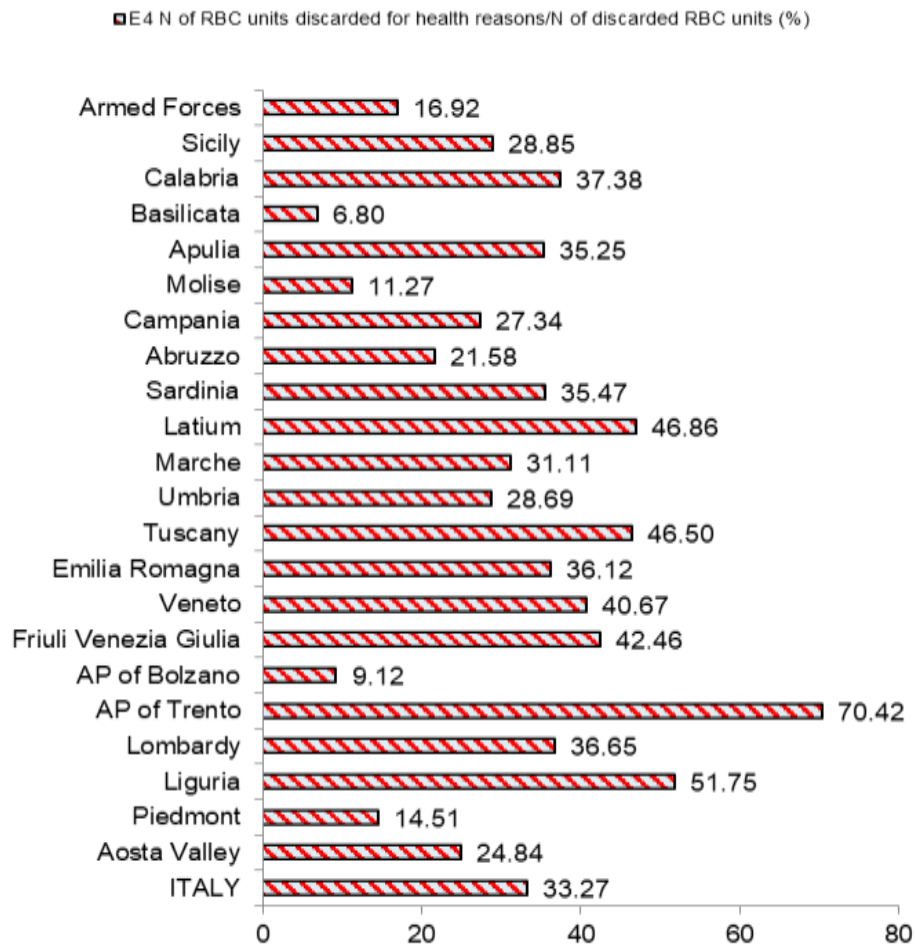 E4 N of RBC units discarded for health reasons/N of discarded RBC units (%)
Armed Forces 16.92
Sicily 28.85
Calabria 37.38
Basilicata 6.80
Apulia 35.25
Molise 11.27
Campania 27.34
Abruzzo 21.58
Sardinia 35.47
Latium 46.86
Marche 31.11
Umbria 28.69
Tuscany 46.50
Emilia Romagna 36.12
Veneto 40.67
Friuli Venezia Giulia 42.46
AP of Bolzano 9.12
AP of Trento 70.42
Lombardy 36.65
Liguria 51.75
Piedmont 14.51
Aosta Valley 24.84
ITALY 33.27
0 20 40 60 80